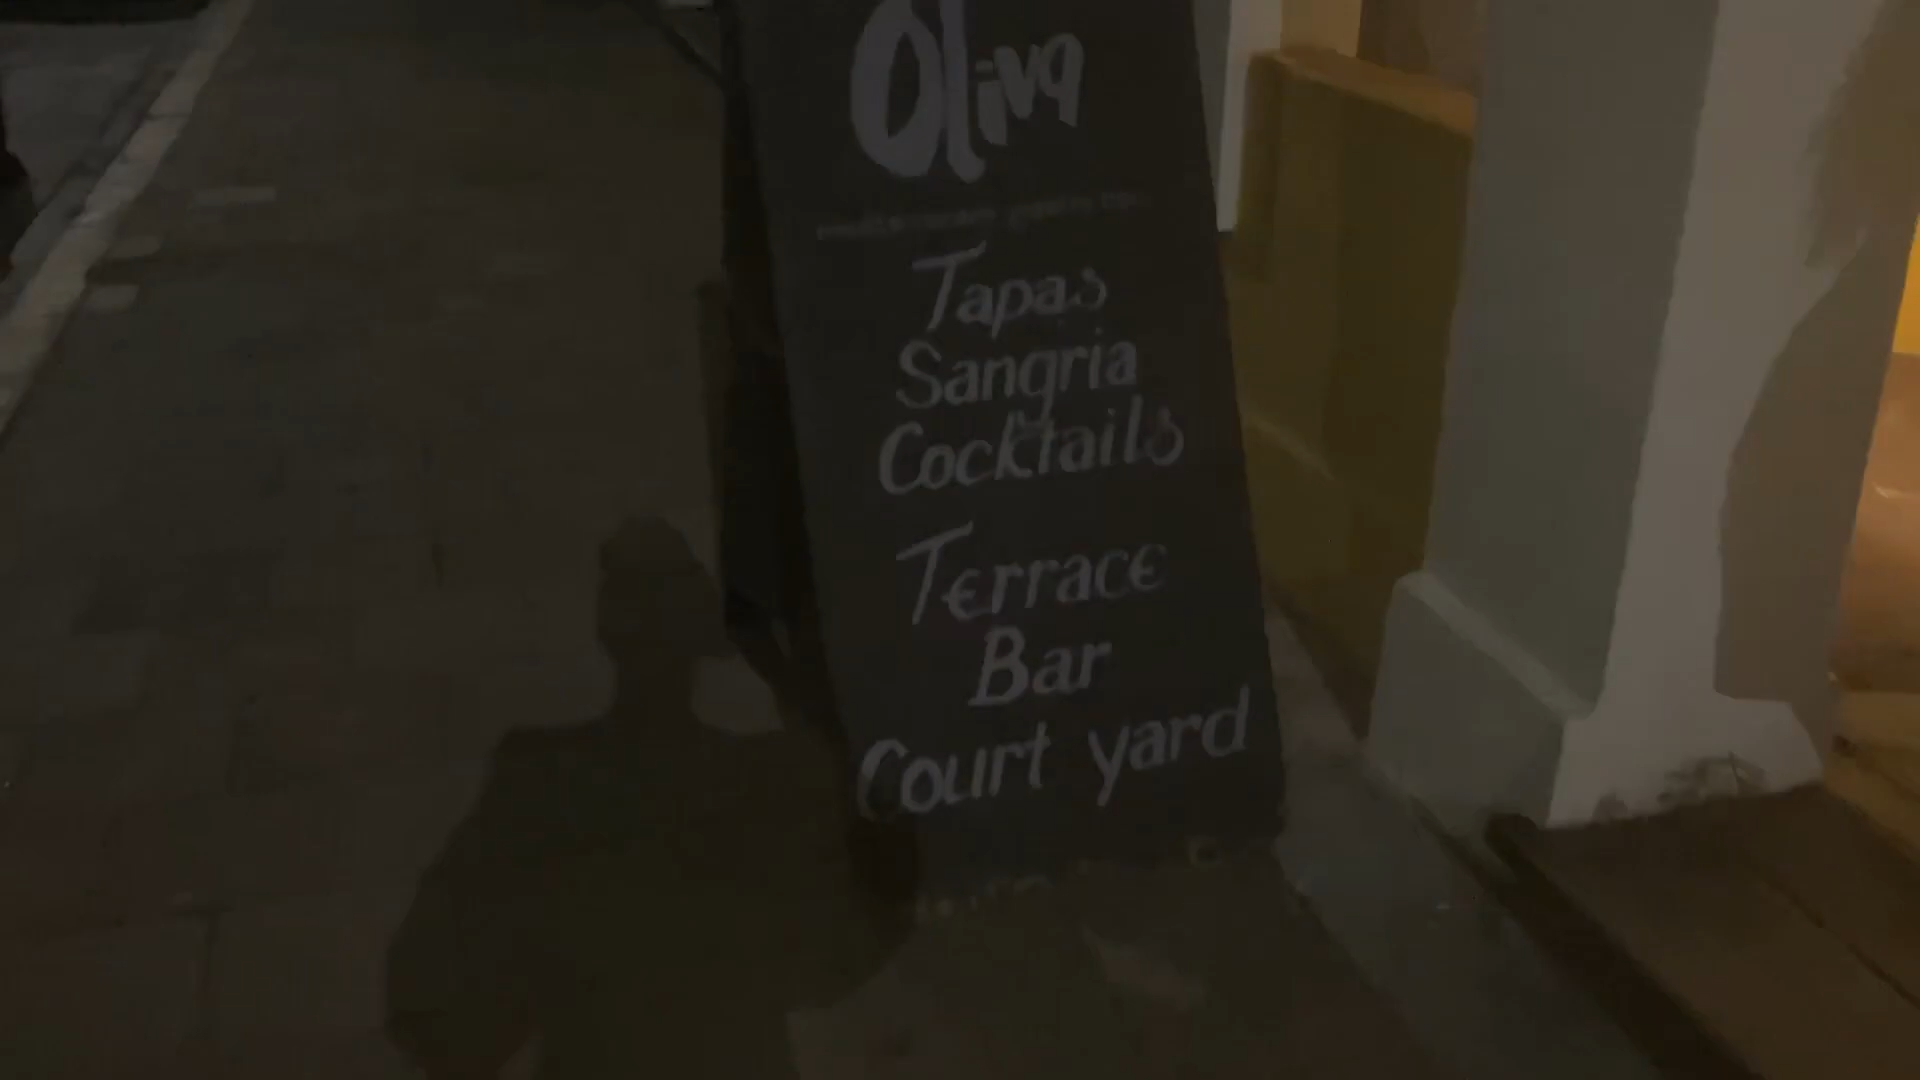 Oliva
Tapas
Sangria
Cocktails
Terrace
Bar
Court yard